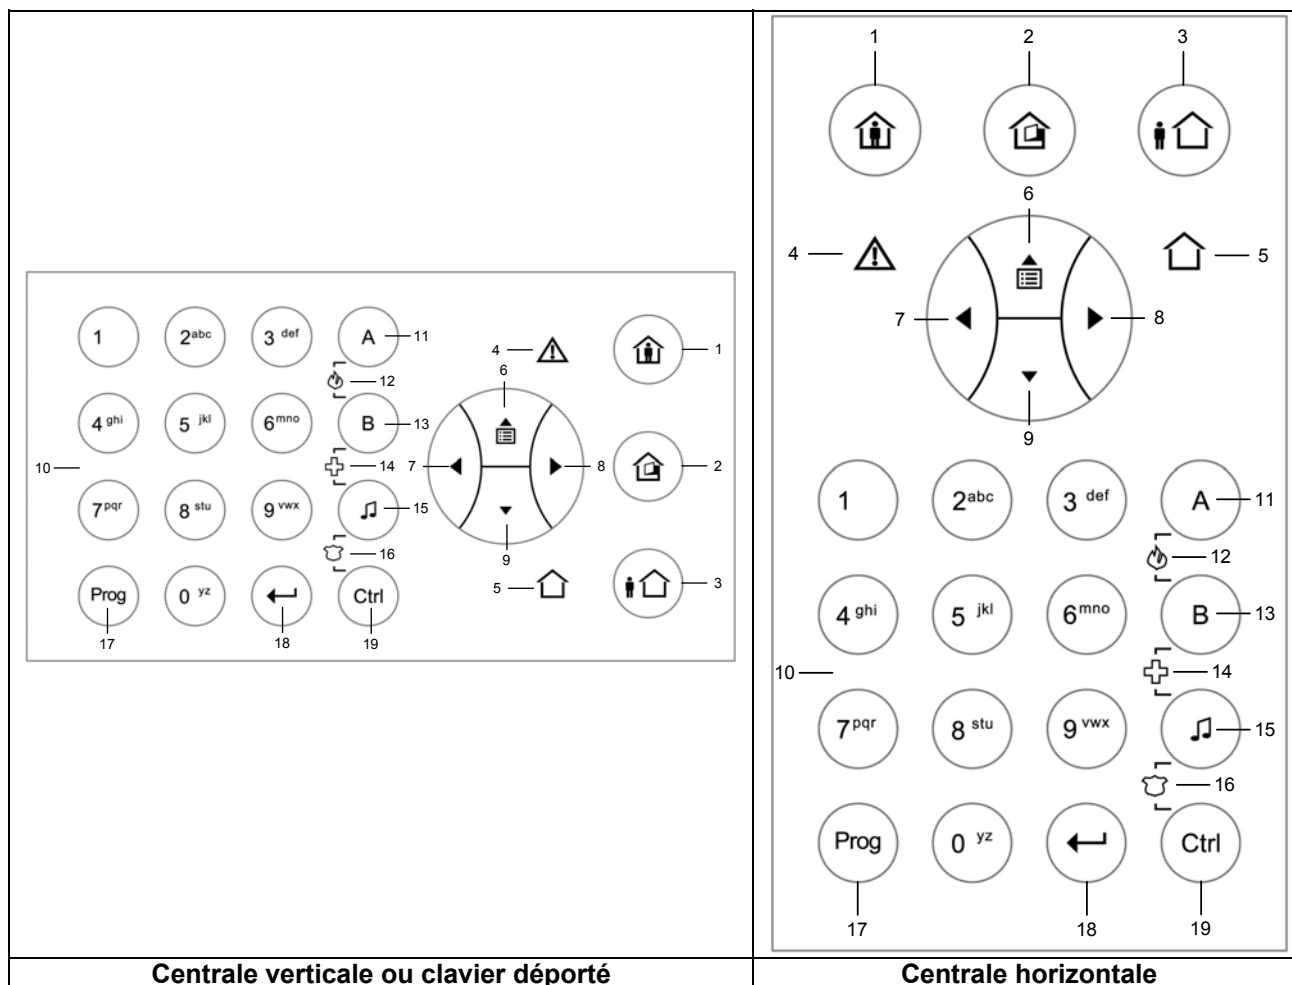 1 2ᵃᵇᶜ 3 ᵈᵉᶠ A 11
4 1
6
12
4 ᵍʰⁱ 5 ʲᵏˡ 6ᵐⁿᵒ B 13
10 14 7 8 2
7ᵖᵠʳ 8 ˢᵗᵘ 9 ᵛʷˣ 15
16 9
Prog 0 ʸᶻ Ctrl 5 3
17 18 19
Centrale verticale ou clavier déporté
1 2 3
6
4 5
7 8
9
1 2ᵃᵇᶜ 3 ᵈᵉᶠ A 11
12
4 ᵍʰⁱ 5 ʲᵏˡ 6ᵐⁿᵒ B 13
10 14
7ᵖᵠʳ 8 ˢᵗᵘ 9 ᵛʷˣ 15
16
Prog 0 ʸᶻ Ctrl
17 18 19
Centrale horizontale